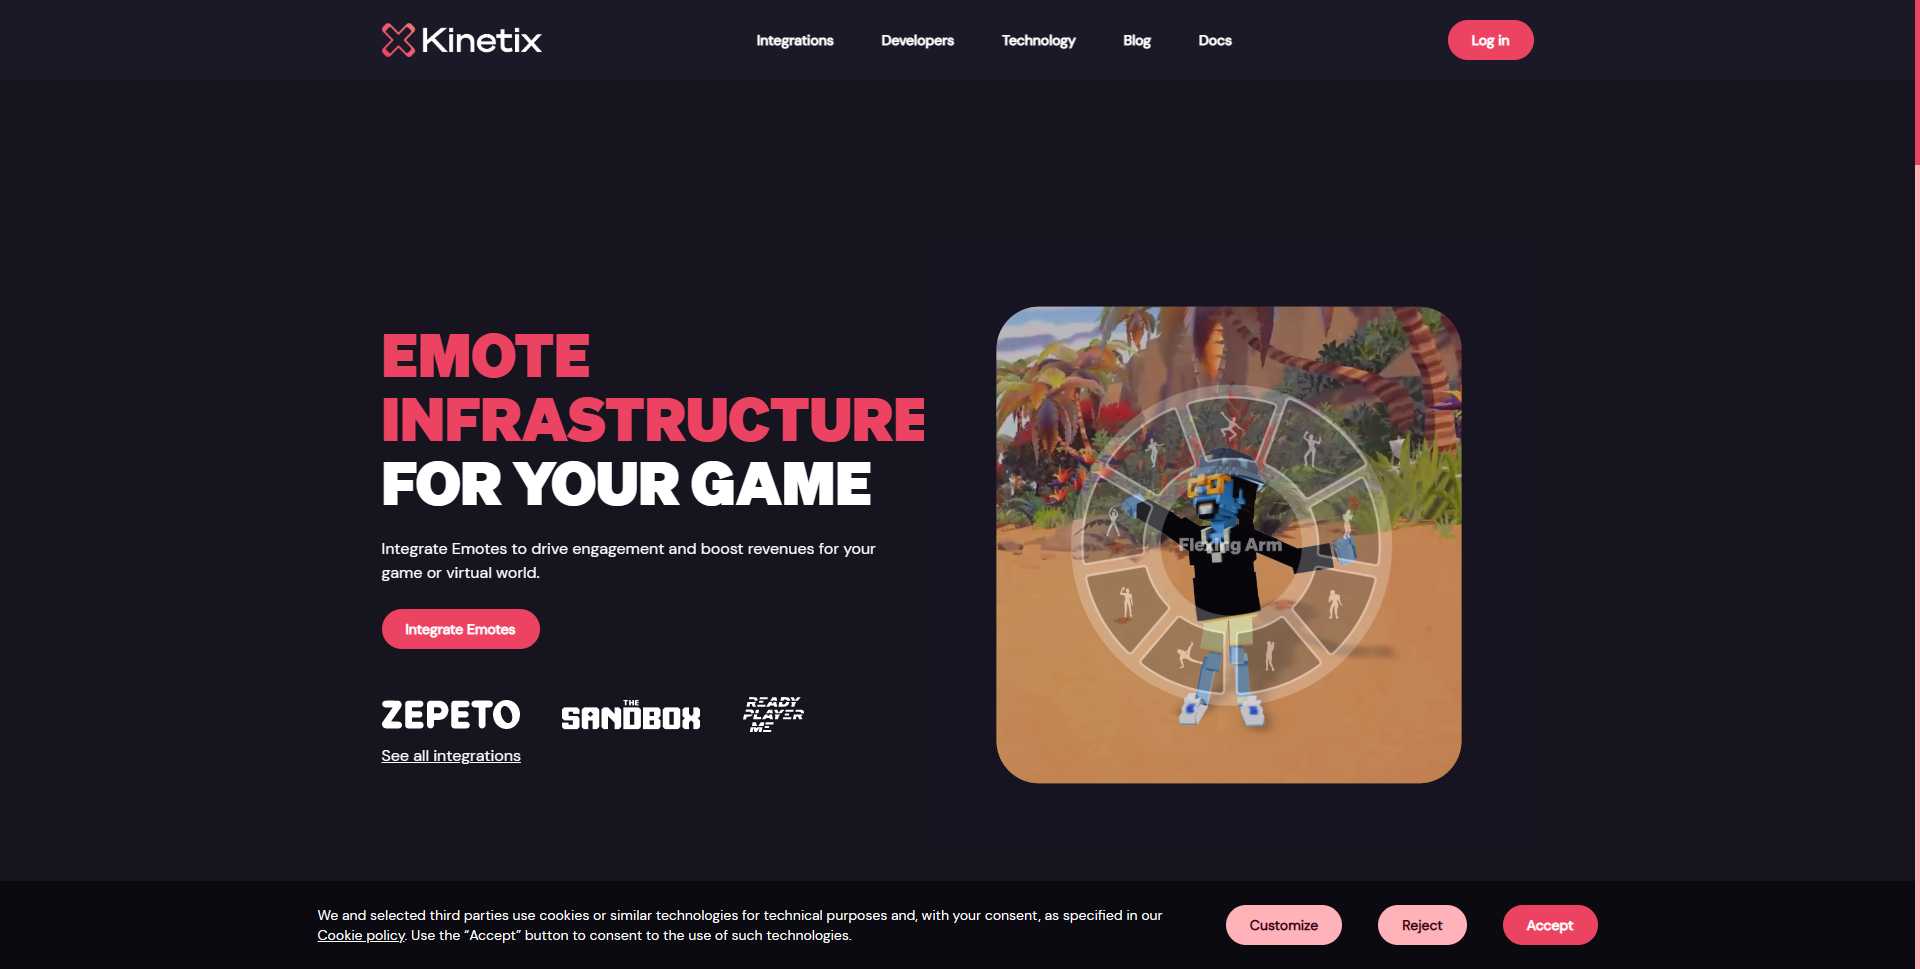 Kinetix
Integrations
Developers
Technology
Blog
Docs
Log in
EMOTE
INFRASTRUCTURE
FOR YOUR GAME
Integrate Emotes to drive engagement and boost revenues for your
game or virtual world.
Integrate Emotes
ZEPETO
THE
SANDBOX
READY
PLAYER
ME
See all integrations
Flexing Arm
We and selected third parties use cookies or similar technologies for technical purposes and, with your consent, as specified in our
Cookie policy. Use the “Accept” button to consent to the use of such technologies.
Customize
Reject
Accept